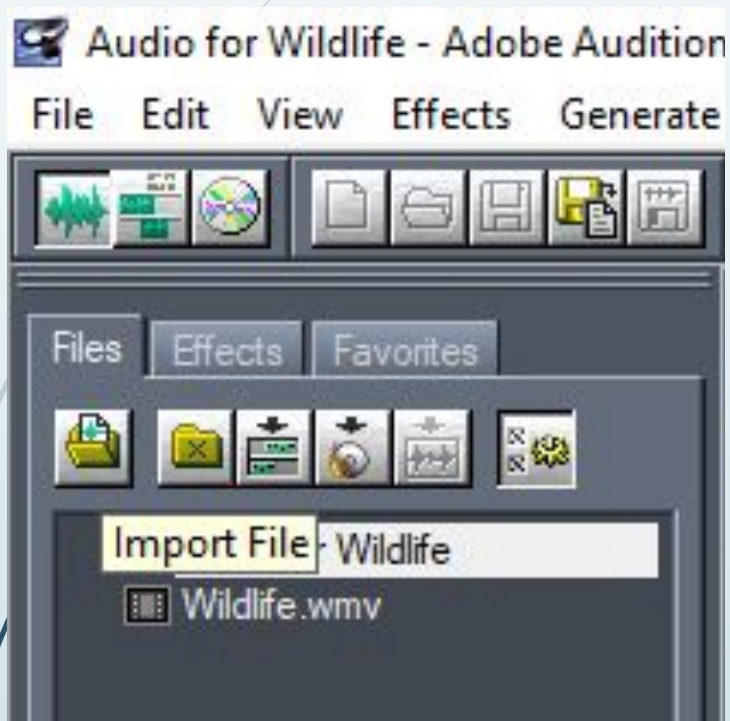 Audio for Wildlife - Adobe Audition
File Edit View Effects Generate
Files Effects Favorites
Import File r Wildlife
Wildlife.wmv